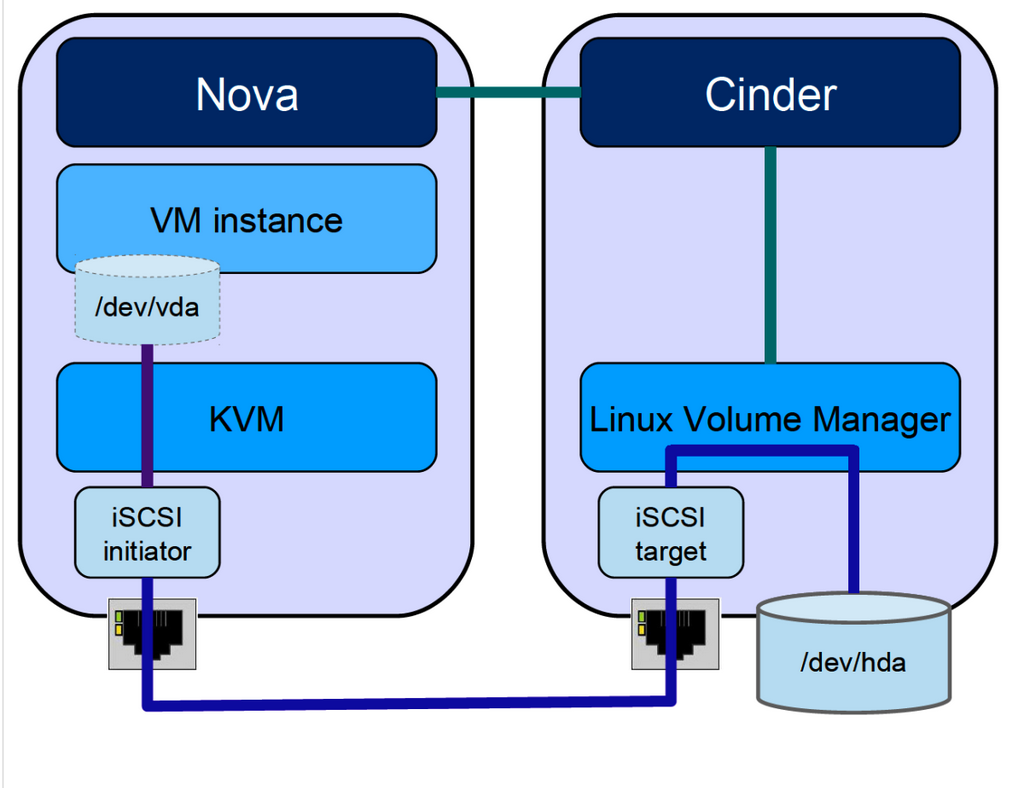 Nova
Cinder
VM instance
/dev/vda
KVM
Linux Volume Manager
iSCSI
initiator
iSCSI
target
/dev/hda